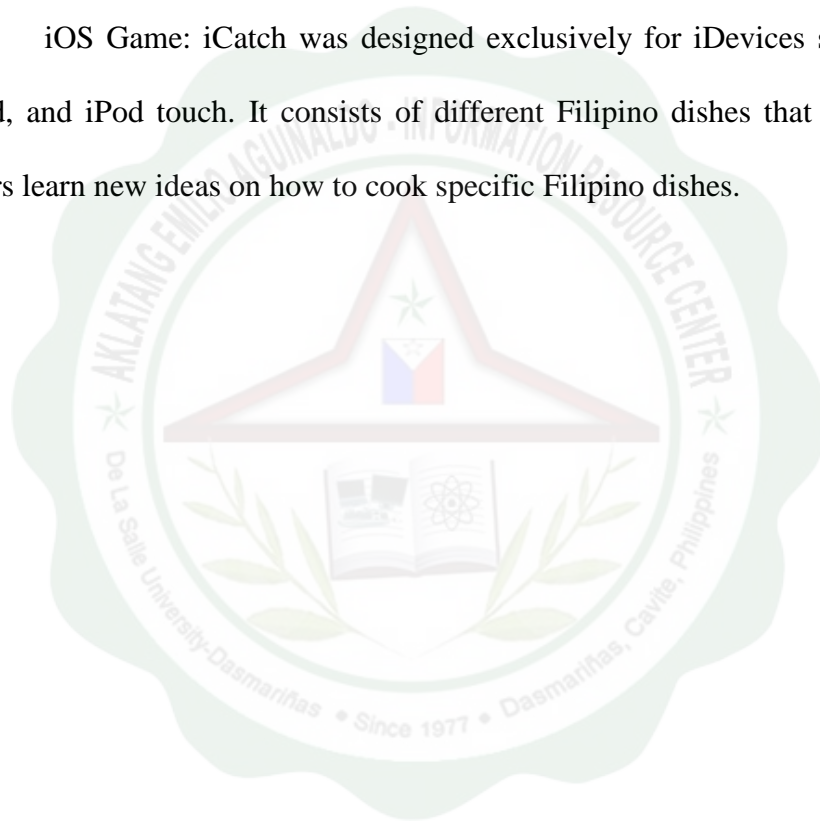 iOS Game: iCatch was designed exclusively for iDevices
and iPod touch. It consists of different Filipino dishes that
learn new ideas on how to cook specific Filipino dishes.
AKLATANG EMILIO AGUINALDO - INFORMATION RESOURCE CENTER
De La Salle University-Dasmariñas • Since 1977 • Dasmariñas, Cavite, Philippines